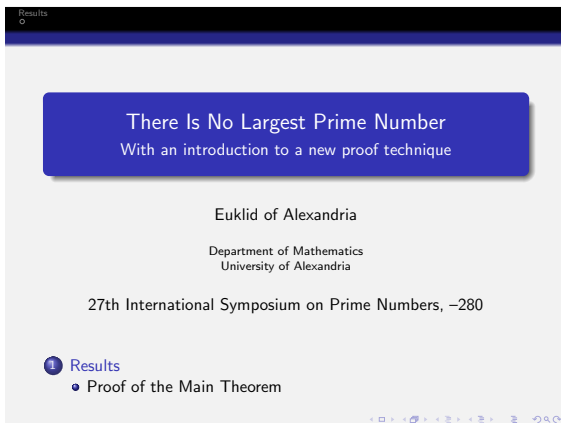 Results
There Is No Largest Prime Number
With an introduction to a new proof technique
Euklid of Alexandria
Department of Mathematics
University of Alexandria
27th International Symposium on Prime Numbers, –280
1 Results
Proof of the Main Theorem